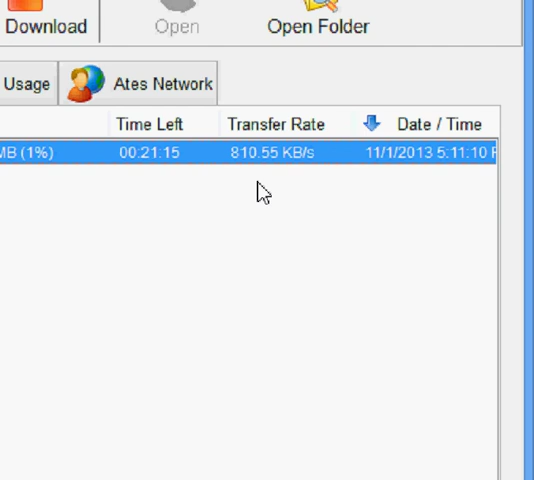 Download Open Open Folder
Usage Ates Network
Time Left Transfer Rate Date / Time
MB (1%) 00:21:15 810.55 KB/s 11/1/2013 5:11:10